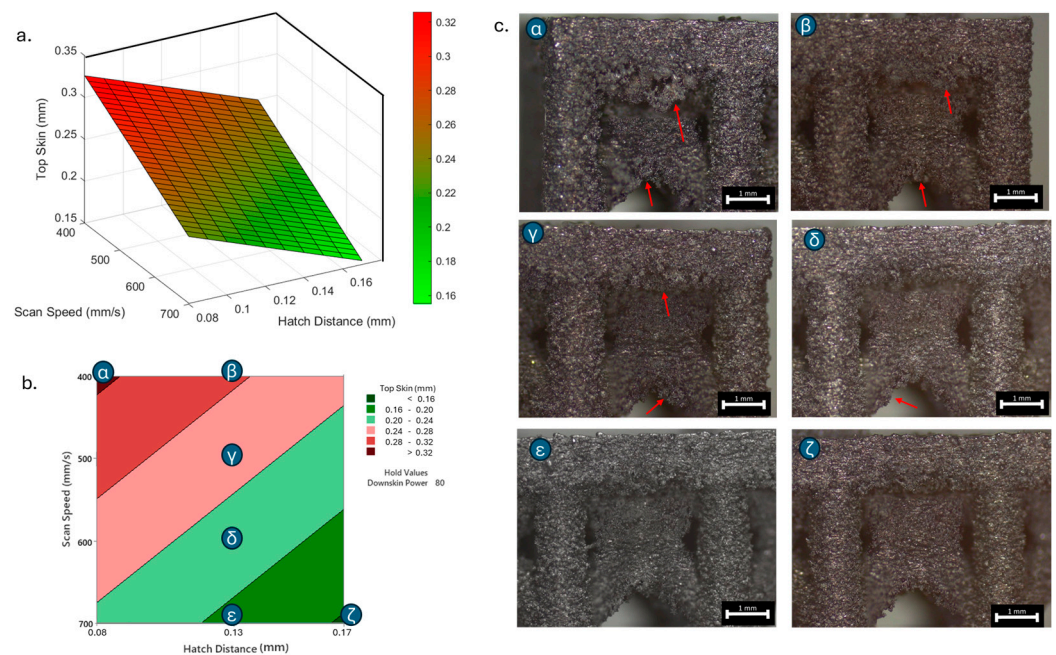 a.
0.35
0.3
0.25
0.2
0.15
Top Skin (mm)
400
500
600
700
Scan Speed (mm/s)
0.08
0.1
0.12
0.14
0.16
Hatch Distance (mm)
0.32
0.3
0.28
0.26
0.24
0.22
0.2
0.18
0.16
b.
α
β
γ
δ
ε
ζ
400
500
600
700
Scan Speed (mm/s)
0.08
0.13
0.17
Hatch Distance (mm)
Top Skin (mm)
< 0.16
0.16 - 0.20
0.20 - 0.24
0.24 - 0.28
0.28 - 0.32
> 0.32
Hold Values
Downskin Power 80
c.
α
1 mm
β
1 mm
γ
1 mm
δ
1 mm
ε
1 mm
ζ
1 mm